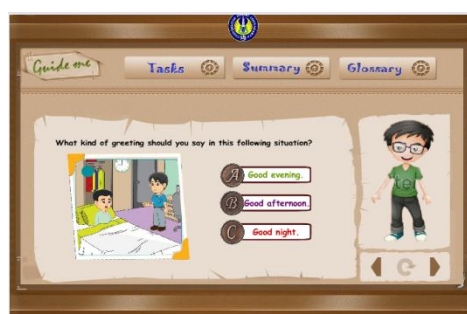 Guide me
Tasks
Summary
Glossary
What kind of greeting should you say in this following situation?
A Good evening.
B Good afternoon.
C Good night.